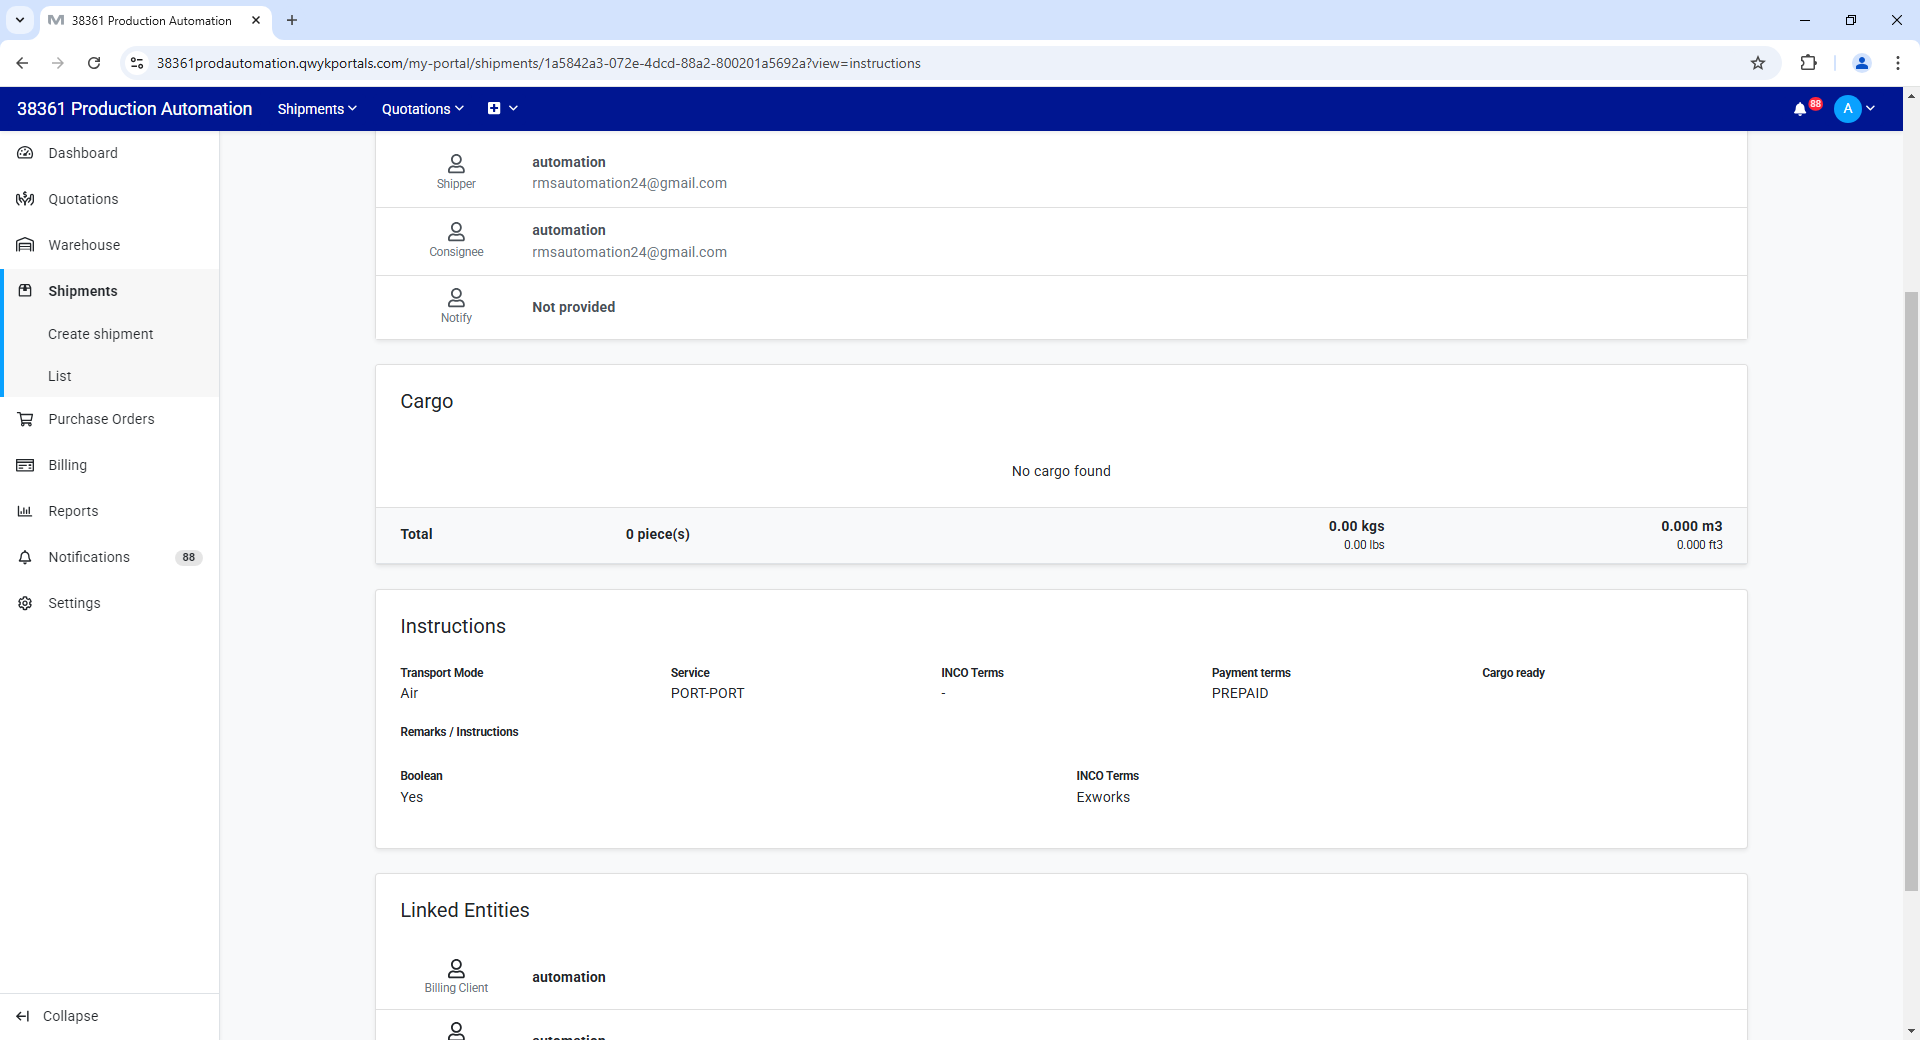 38361 Production Automation
38361prodautomation.qwykportals.com/my-portal/shipments/1a5842a3-072e-4dcd-88a2-800201a5692a?view=instructions
38361 Production Automation
Shipments
Quotations
88
A
Dashboard
Quotations
Warehouse
Shipments
Create shipment
List
Purchase Orders
Billing
Reports
Notifications
88
Settings
Collapse
Shipper
automation
rmsautomation24@gmail.com
Consignee
automation
rmsautomation24@gmail.com
Notify
Not provided
Cargo
No cargo found
Total
0 piece(s)
0.00 kgs
0.00 lbs
0.000 m3
0.000 ft3
Instructions
Transport Mode
Air
Service
PORT-PORT
INCO Terms
-
Payment terms
PREPAID
Cargo ready
Remarks / Instructions
Boolean
Yes
INCO Terms
Exworks
Linked Entities
Billing Client
automation
automation